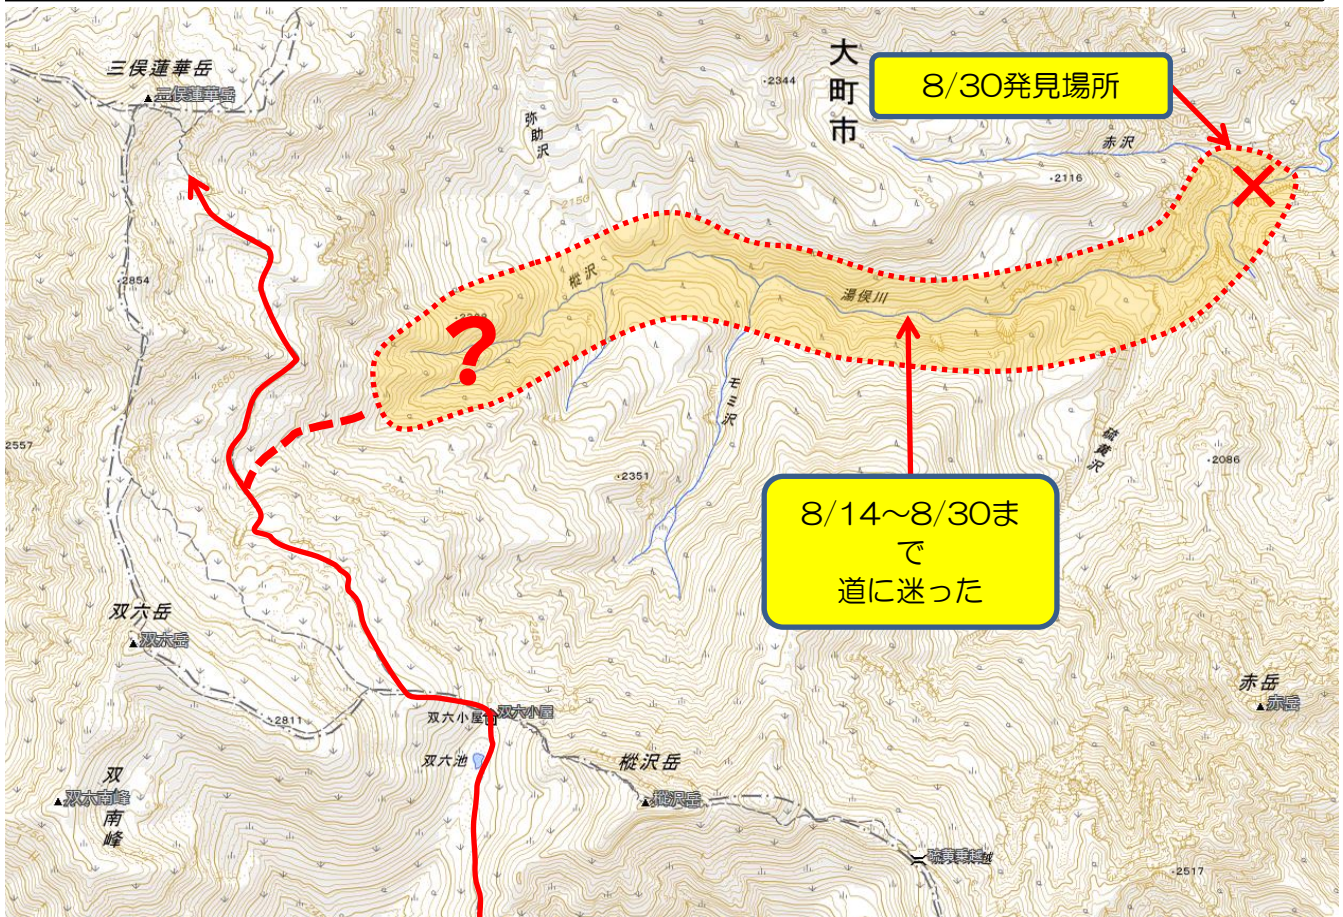 三俣蓮華岳
三俣蓮華岳
大町市
8/30発見場所
・2344
弥助沢
赤沢
・2116
2450
2150
2200
樅沢
湯俣川
・2854
?
2650
モミ沢
硫黄沢
2557
・2351
・2086
2600
8/14～8/30ま
で
道に迷った
双六岳
双六岳
2450
赤岳
赤岳
・2811
双六小屋
双六小屋
双六池
樅沢岳
樅沢岳
双六南峰
双六南峰
硫黄乗越
・2517